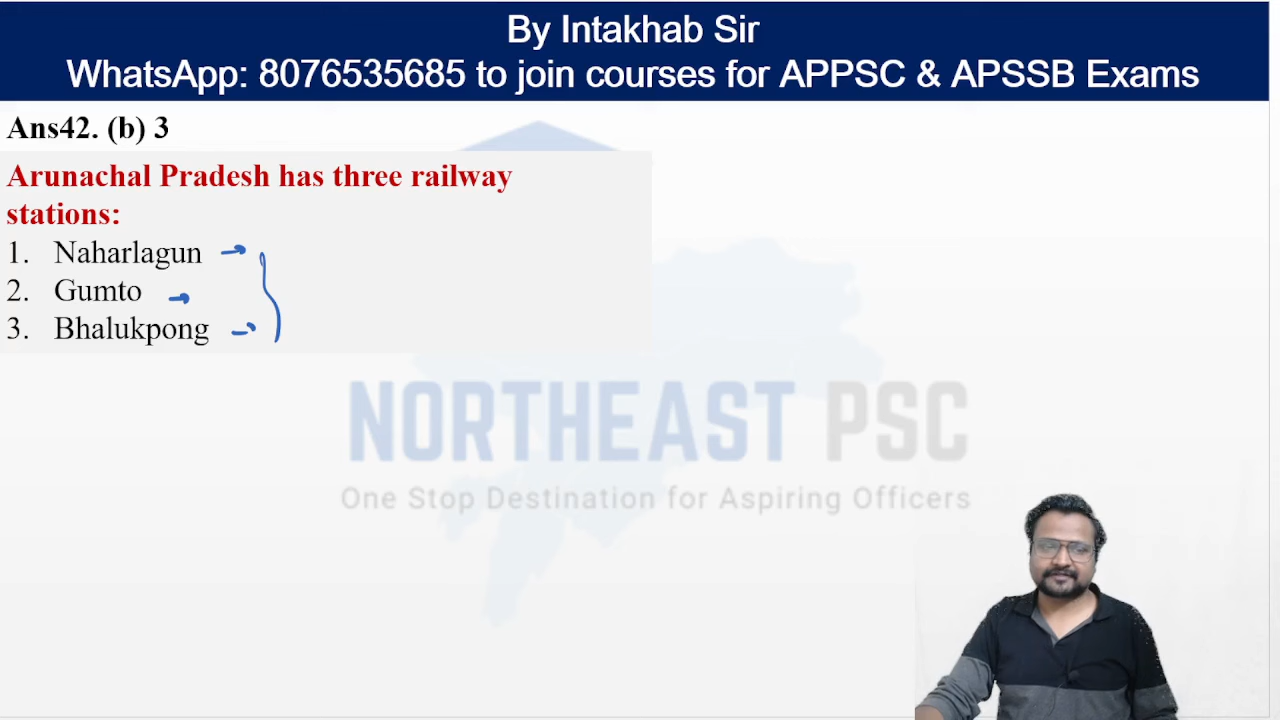 By Intakhab Sir
WhatsApp: 8076535685 to join courses for APPSC & APSSB Exams
Ans42. (b) 3
Arunachal Pradesh has three railway
stations:
1. Naharlagun
2. Gumto
3. Bhalukpong
NORTHEAST PSC
One Stop Destination for Aspiring Officers